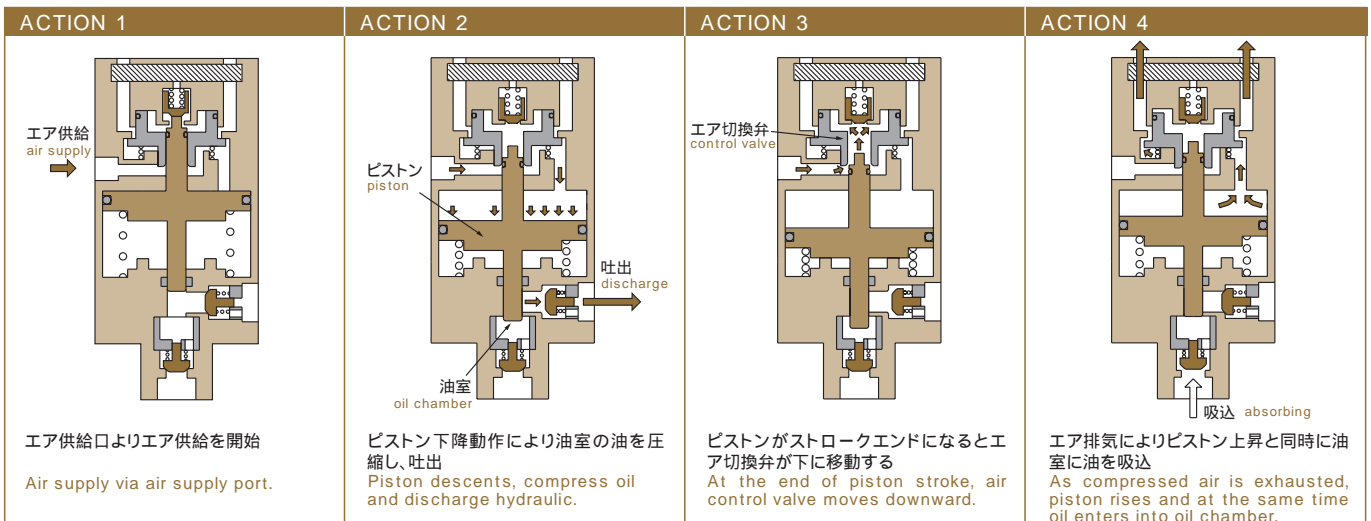 ACTION 1
エア供給
air supply
エア供給口よりエア供給を開始
Air supply via air supply port.
ACTION 2
ピストン
piston
吐出
discharge
油室
oil chamber
ピストン下降動作により油室の油を圧
縮し、吐出
Piston descents, compress oil
and discharge hydraulic.
ACTION 3
エア切換弁
control valve
ピストンがストロークエンドになるとエ
ア切換弁が下に移動する
At the end of piston stroke, air
control valve moves downward.
ACTION 4
吸込 absorbing
エア排気によりピストン上昇と同時に油
室に油を吸込
As compressed air is exhausted,
piston rises and at the same time
oil enters into oil chamber.